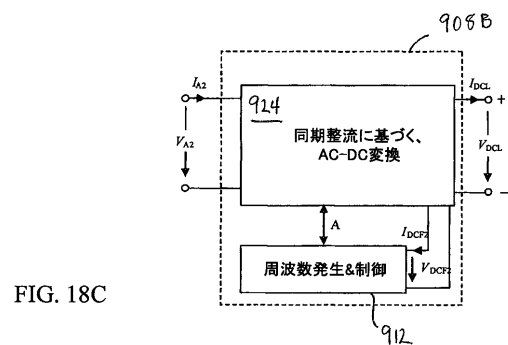 908B
I_A2
I_DCL
+
924
同期整流に基づく、
AC-DC変換
V_A2
V_DCL
−
A
I_DCF2
周波数発生&制御
V_DCF2
FIG. 18C
912